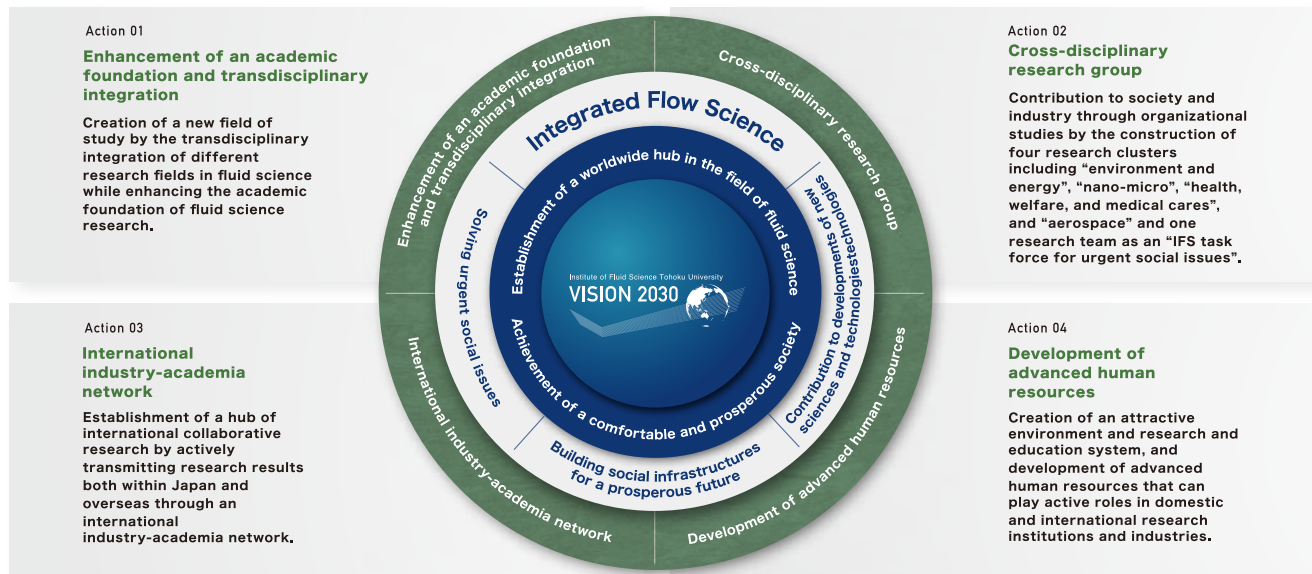 Action 01
Enhancement of an academic
foundation and transdisciplinary
integration
Creation of a new field of
study by the transdisciplinary
integration of different
research fields in fluid science
while enhancing the academic
foundation of fluid science
research.
Action 02
Cross-disciplinary
research group
Contribution to society and
industry through organizational
studies by the construction of
four research clusters
including “environment and
energy”, “nano-micro”, “health,
welfare, and medical cares”,
and “aerospace” and one
research team as an “IFS task
force for urgent social issues”.
Action 03
International
industry-academia
network
Establishment of a hub of
international collaborative
research by actively
transmitting research results
both within Japan and
overseas through an
international
industry-academia network.
Action 04
Development of
advanced human
resources
Creation of an attractive
environment and research and
education system, and
development of advanced
human resources that can
play active roles in domestic
and international research
institutions and industries.
Enhancement of an academic foundation
and transdisciplinary integration
Cross-disciplinary research group
International industry-academia network
Development of advanced human resources
Integrated Flow Science
Solving urgent social issues
Contribution to developments of new
sciences and technologiestechnologies
Building social infrastructures
for a prosperous future
Establishment of a worldwide hub in the field of fluid science
Achievement of a comfortable and prosperous society
Institute of Fluid Science Tohoku University
VISION 2030